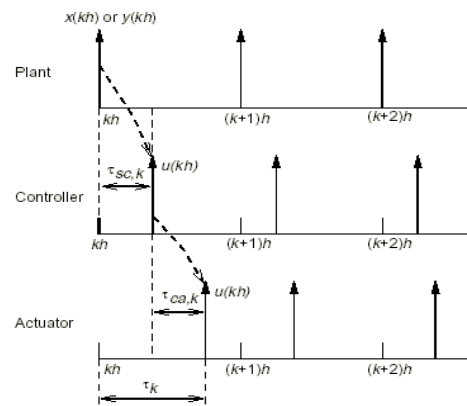 x(kh) or y(kh)
Plant
kh (k+1)h (k+2)h
τsc,k u(kh)
Controller
kh (k+1)h (k+2)h
τca,k u(kh)
Actuator
kh (k+1)h (k+2)h
τk